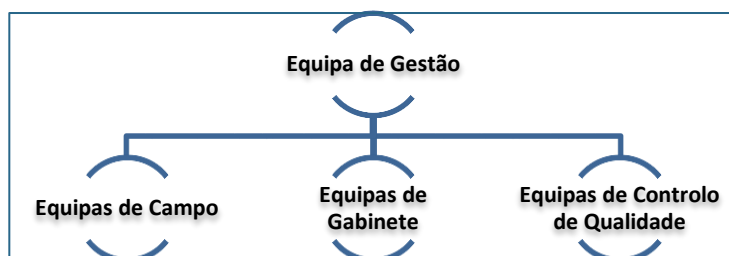 Equipa de Gestão
Equipas de Campo
Equipas de
Gabinete
Equipas de Controlo
de Qualidade